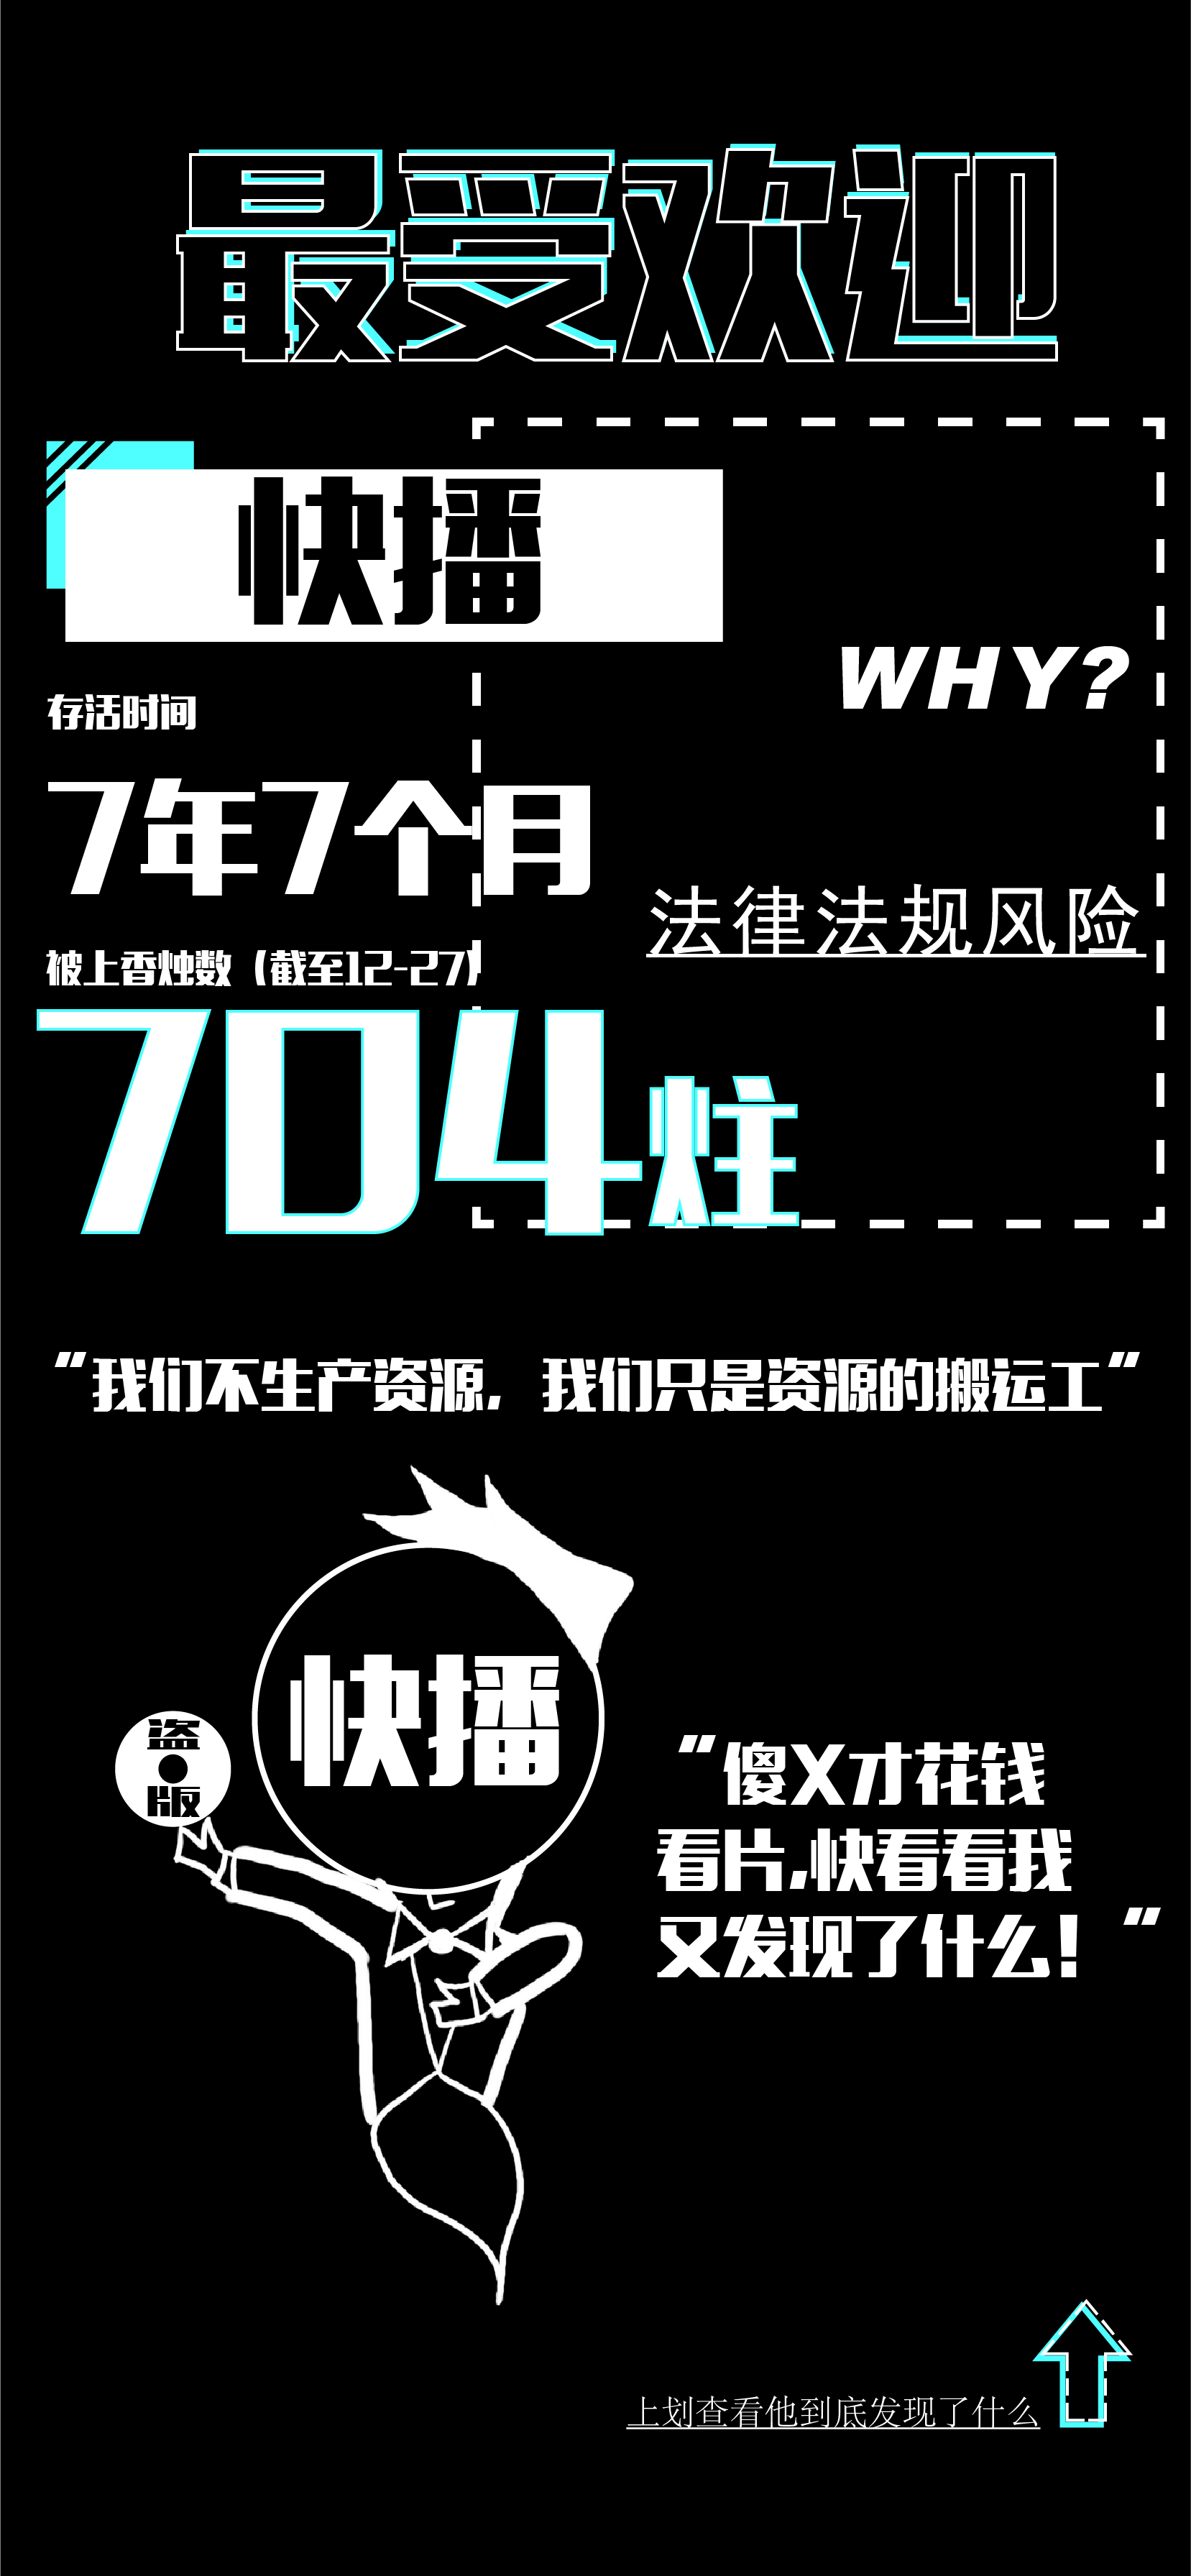 最受欢迎
快播
WHY?
存活时间
7年7个月
法律法规风险
被上香烛数（截至12-27）
704炷
"我们不生产资源，我们只是资源的搬运工"
快播
盗
版
"傻X才花钱
看片,快看看我
又发现了什么！"
上划查看他到底发现了什么